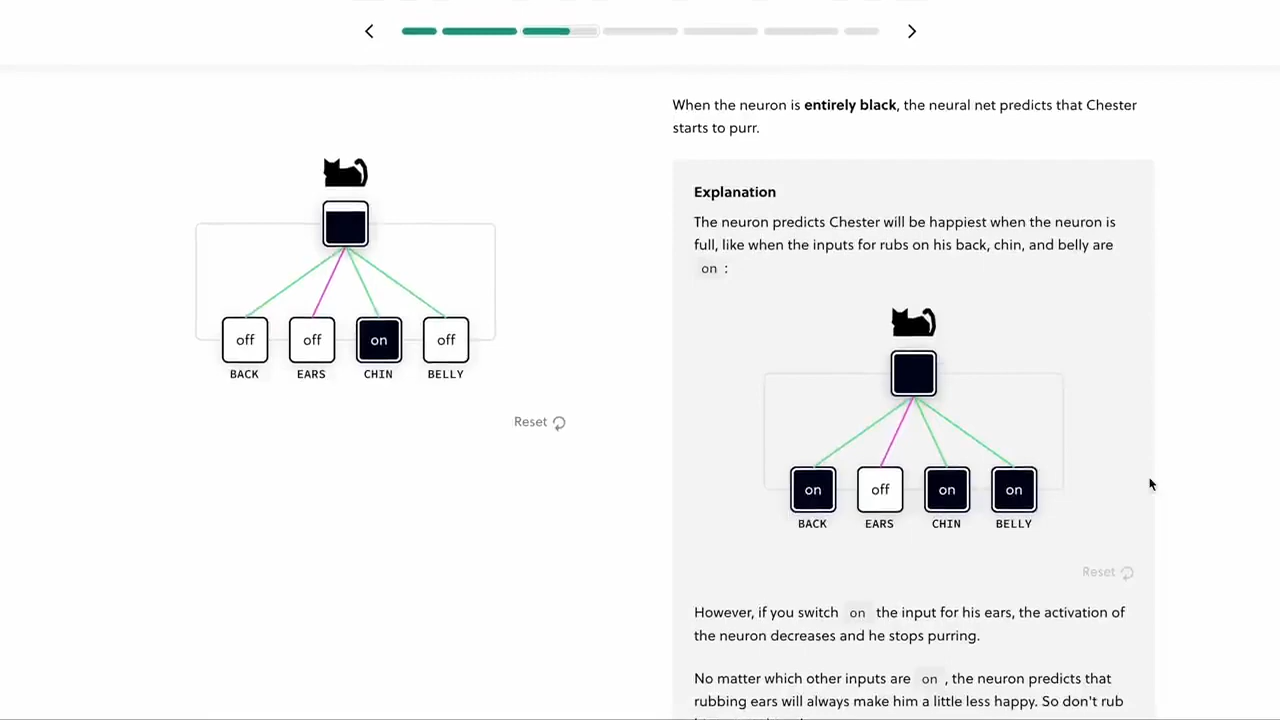 When the neuron is entirely black, the neural net predicts that Chester
starts to purr.
off
off
on
off
BACK
EARS
CHIN
BELLY
Reset
Explanation
The neuron predicts Chester will be happiest when the neuron is
full, like when the inputs for rubs on his back, chin, and belly are
on :
on
off
on
on
BACK
EARS
CHIN
BELLY
Reset
However, if you switch on the input for his ears, the activation of
the neuron decreases and he stops purring.
No matter which other inputs are on , the neuron predicts that
rubbing ears will always make him a little less happy. So don't rub